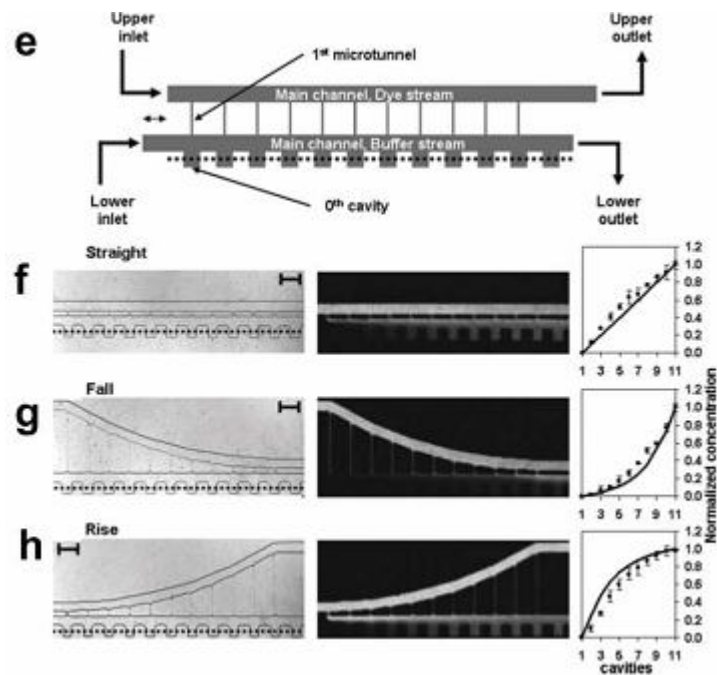 e
Upper inlet
Upper outlet
1st microtunnel
Main channel, Dye stream
Main channel, Buffer stream
Lower inlet
0th cavity
Lower outlet
Straight
f
1.2
1.0
0.8
0.6
0.4
0.2
0.0
1 3 5 7 9 11
Fall
g
1.2
1.0
0.8
0.6
0.4
0.2
0.0
1 3 5 7 9 11
Rise
h
1.2
1.0
0.8
0.6
0.4
0.2
0.0
1 3 5 7 9 11
cavities
Normalized concentration